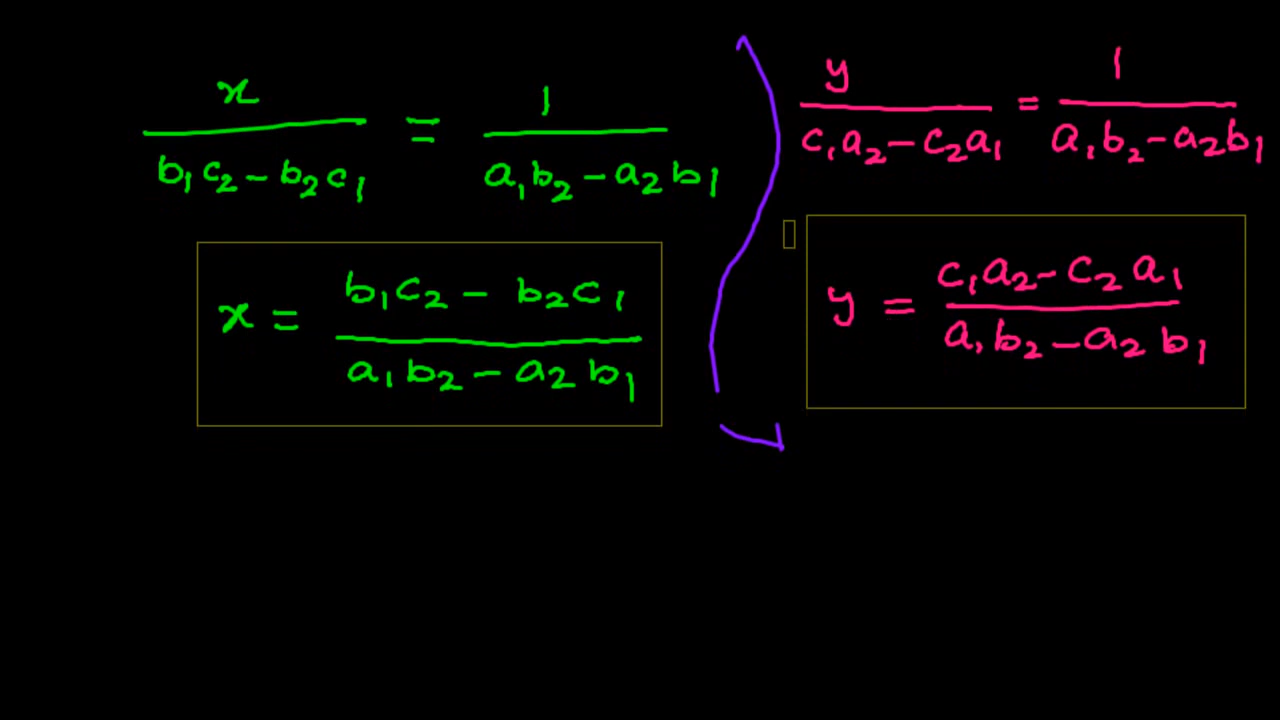 x / (b₁c₂ - b₂c₁) = 1 / (a₁b₂ - a₂b₁)
x = (b₁c₂ - b₂c₁) / (a₁b₂ - a₂b₁)
y / (c₁a₂ - c₂a₁) = 1 / (a₁b₂ - a₂b₁)
y = (c₁a₂ - c₂a₁) / (a₁b₂ - a₂b₁)